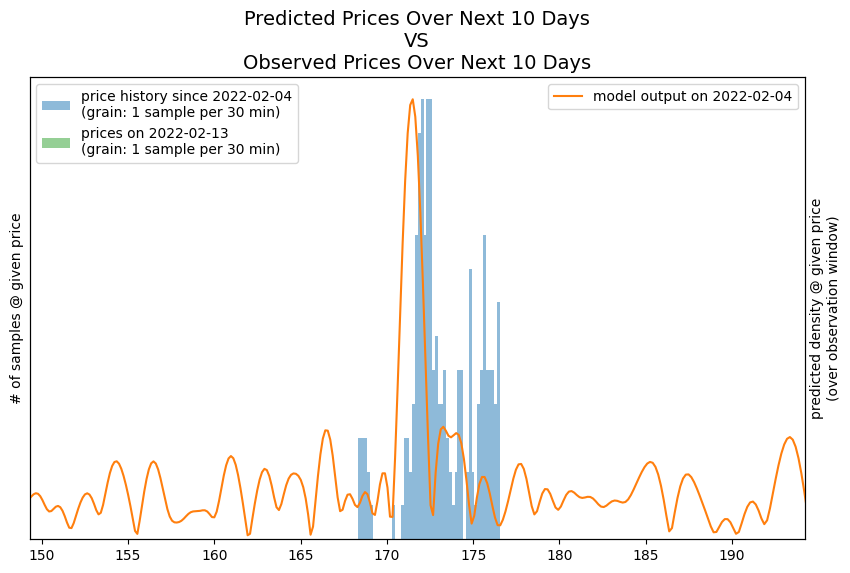 Predicted Prices Over Next 10 Days
VS
Observed Prices Over Next 10 Days
price history since 2022-02-04
(grain: 1 sample per 30 min)
prices on 2022-02-13
(grain: 1 sample per 30 min)
model output on 2022-02-04
# of samples @ given price
predicted density @ given price
(over observation window)
150 155 160 165 170 175 180 185 190